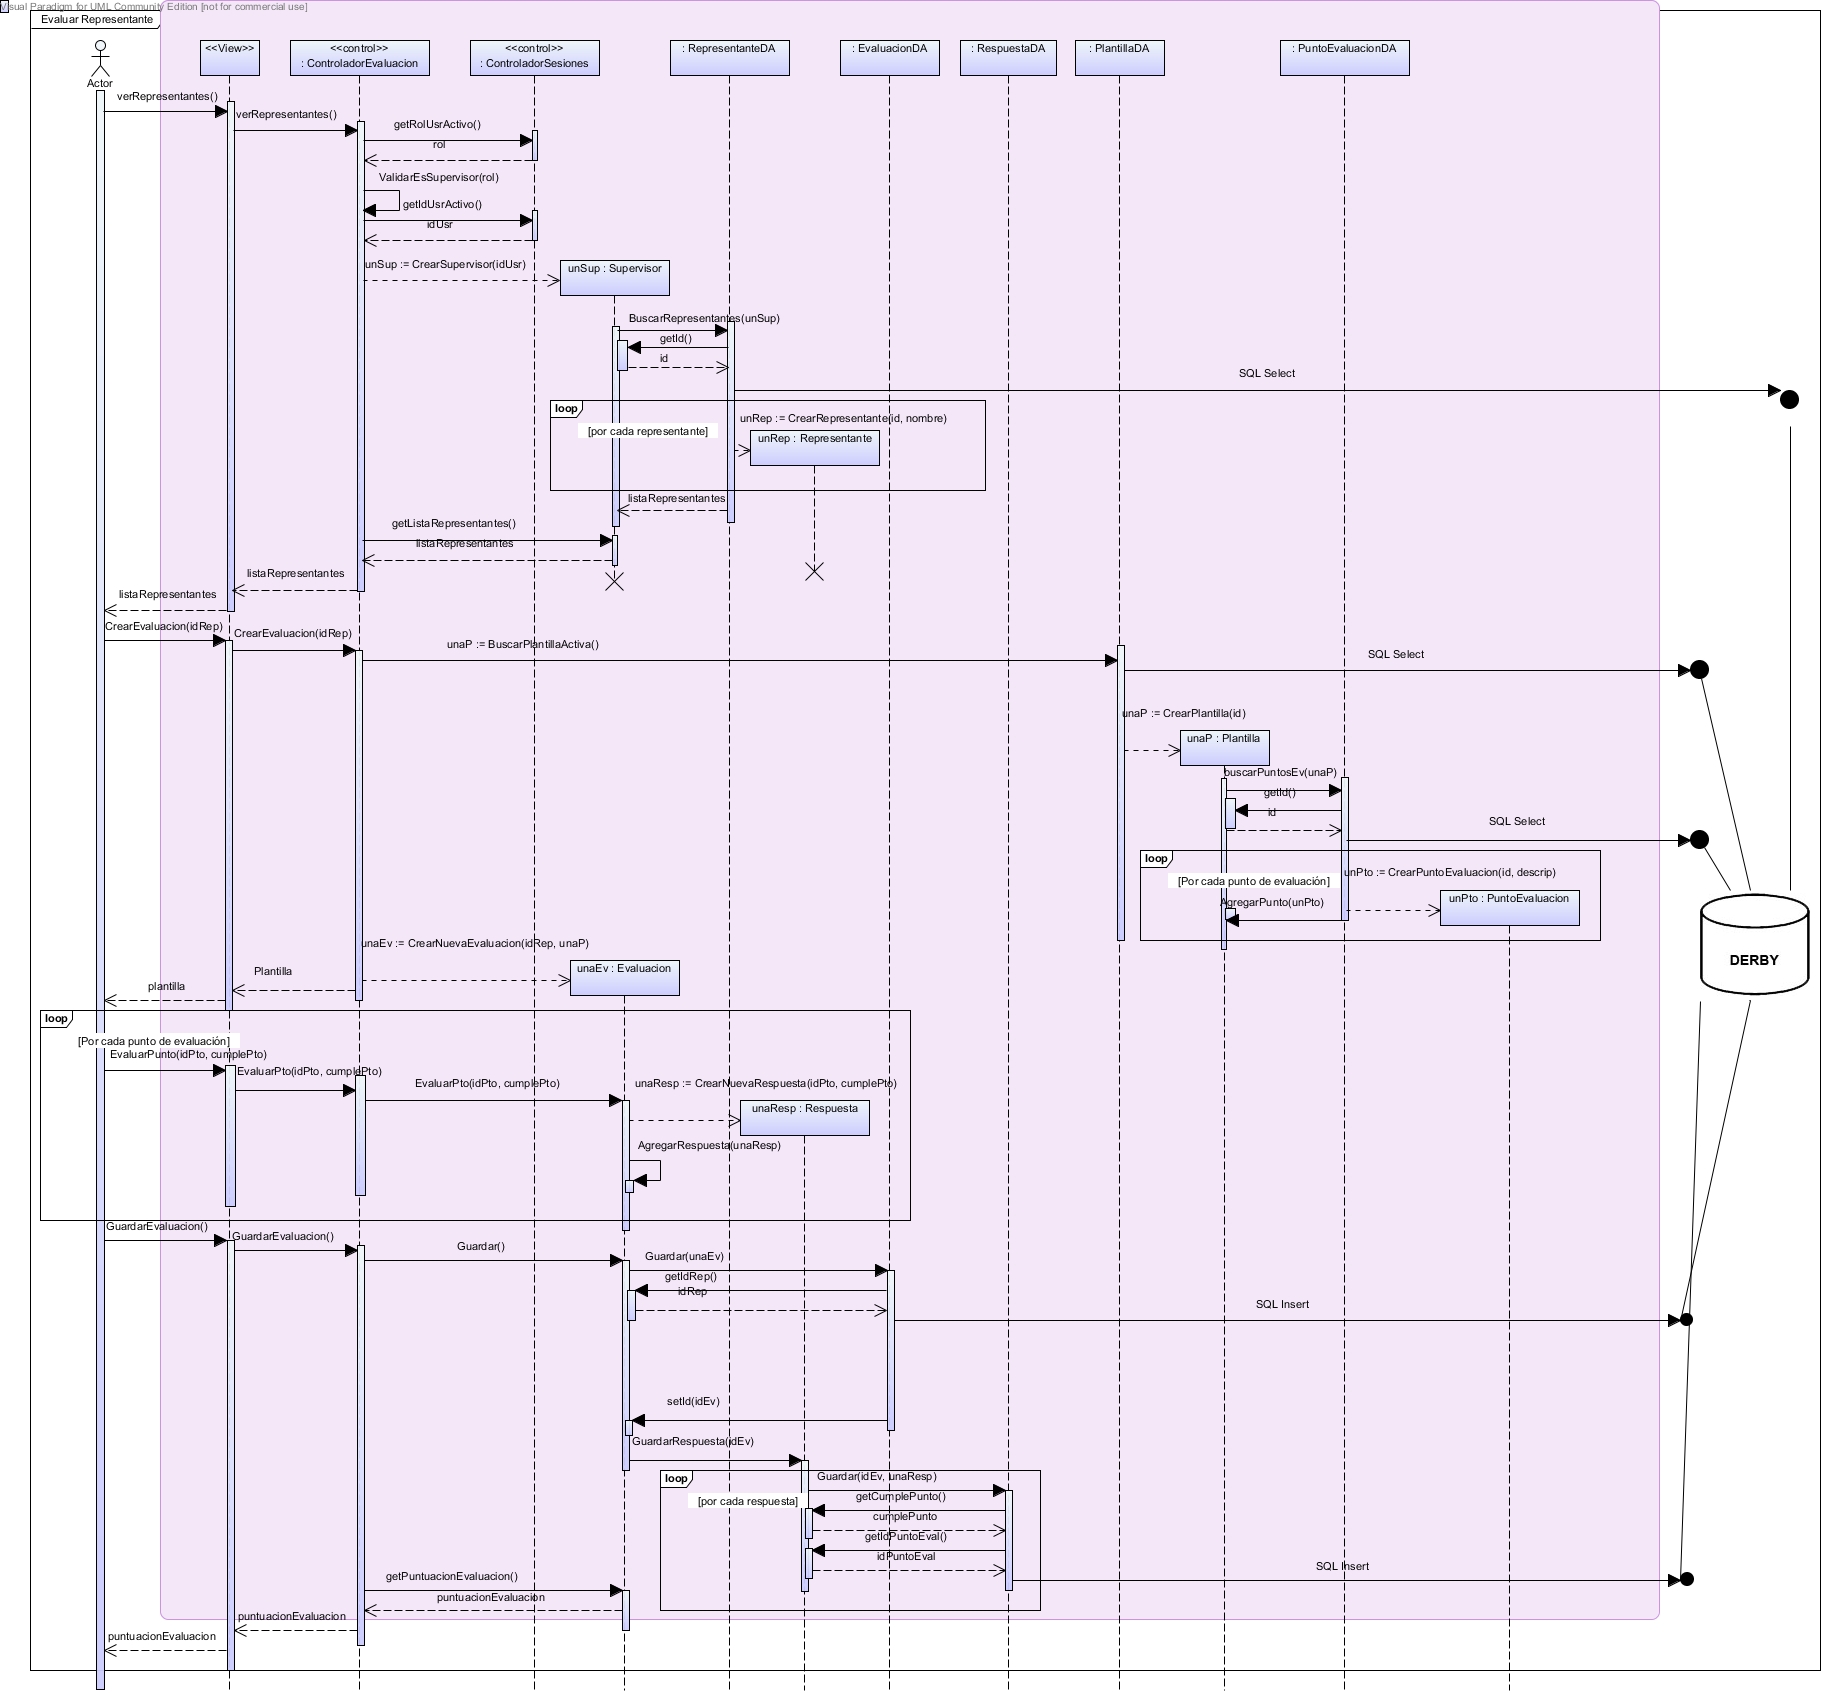 Visual Paradigm for UML Community Edition [not for commercial use]
Evaluar Representante
Actor
<<View>>
<<control>>
: ControladorEvaluacion
<<control>>
: ControladorSesiones
: RepresentanteDA
: EvaluacionDA
: RespuestaDA
: PlantillaDA
: PuntoEvaluacionDA
verRepresentantes()
verRepresentantes()
getRolUsrActivo()
rol
ValidarEsSupervisor(rol)
getIdUsrActivo()
idUsr
unSup := CrearSupervisor(idUsr)
unSup : Supervisor
BuscarRepresentantes(unSup)
getId()
id
SQL Select
loop
[por cada representante]
unRep := CrearRepresentante(id, nombre)
unRep : Representante
listaRepresentantes
getListaRepresentantes()
listaRepresentantes
listaRepresentantes
listaRepresentantes
CrearEvaluacion(idRep)
CrearEvaluacion(idRep)
unaP := BuscarPlantillaActiva()
SQL Select
unaP := CrearPlantilla(id)
unaP : Plantilla
buscarPuntosEv(unaP)
getId()
id
SQL Select
loop
[Por cada punto de evaluación]
unPto := CrearPuntoEvaluacion(id, descrip)
unPto : PuntoEvaluacion
AgregarPunto(unPto)
DERBY
unaEv := CrearNuevaEvaluacion(idRep, unaP)
unaEv : Evaluacion
Plantilla
plantilla
loop
[Por cada punto de evaluación]
EvaluarPunto(idPto, cumplePto)
EvaluarPto(idPto, cumplePto)
EvaluarPto(idPto, cumplePto)
unaResp := CrearNuevaRespuesta(idPto, cumplePto)
unaResp : Respuesta
AgregarRespuesta(unaResp)
GuardarEvaluacion()
GuardarEvaluacion()
Guardar()
Guardar(unaEv)
getIdRep()
idRep
SQL Insert
setId(idEv)
GuardarRespuesta(idEv)
loop
[por cada respuesta]
Guardar(idEv, unaResp)
getCumplePunto()
cumplePunto
getIdPuntoEval()
idPuntoEval
SQL Insert
getPuntuacionEvaluacion()
puntuacionEvaluacion
puntuacionEvaluacion
puntuacionEvaluacion